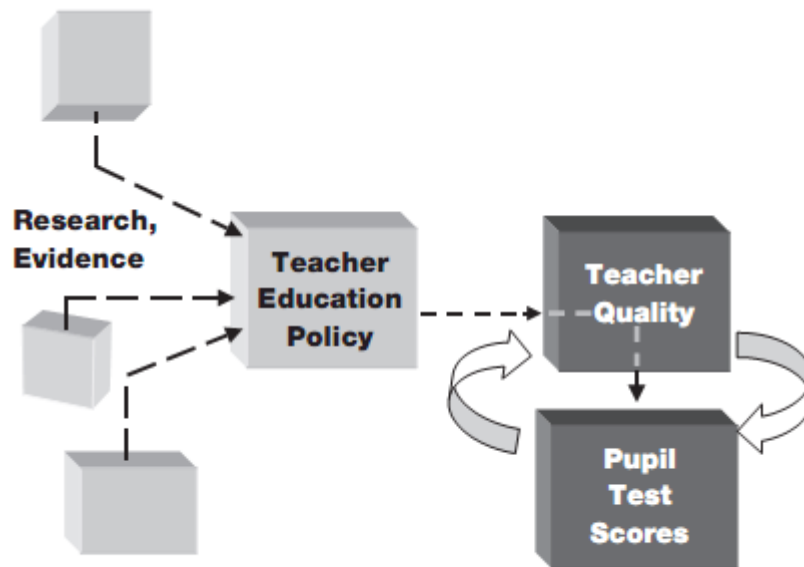 Research,
Evidence
Teacher
Education
Policy
Teacher
Quality
Pupil
Test
Scores